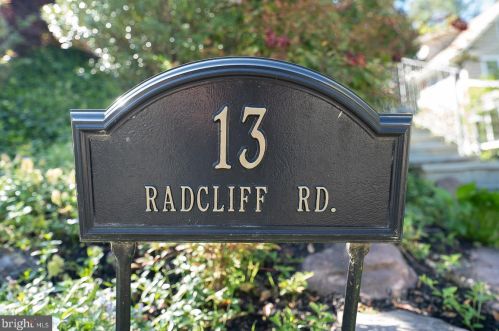 13
RADCLIFF RD.
bright MLS